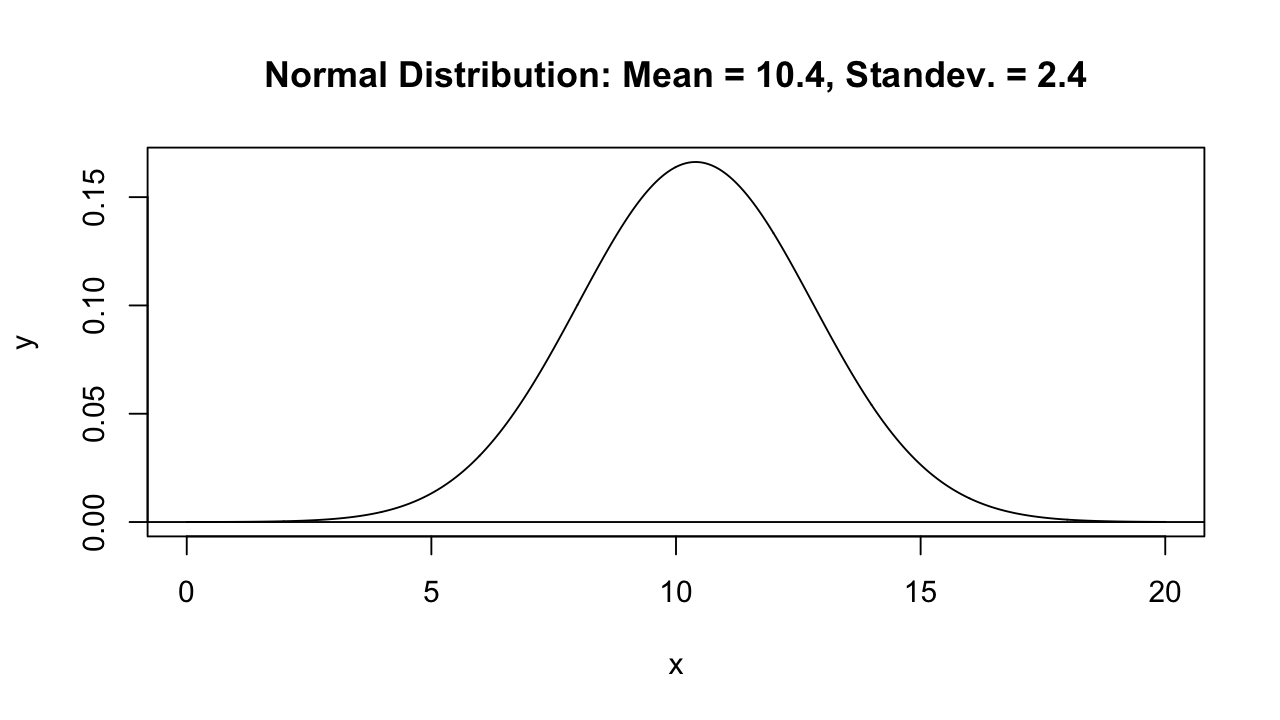 Normal Distribution: Mean = 10.4, Standev. = 2.4
0.15
0.10
0.05
0.00
y
0 5 10 15 20
x